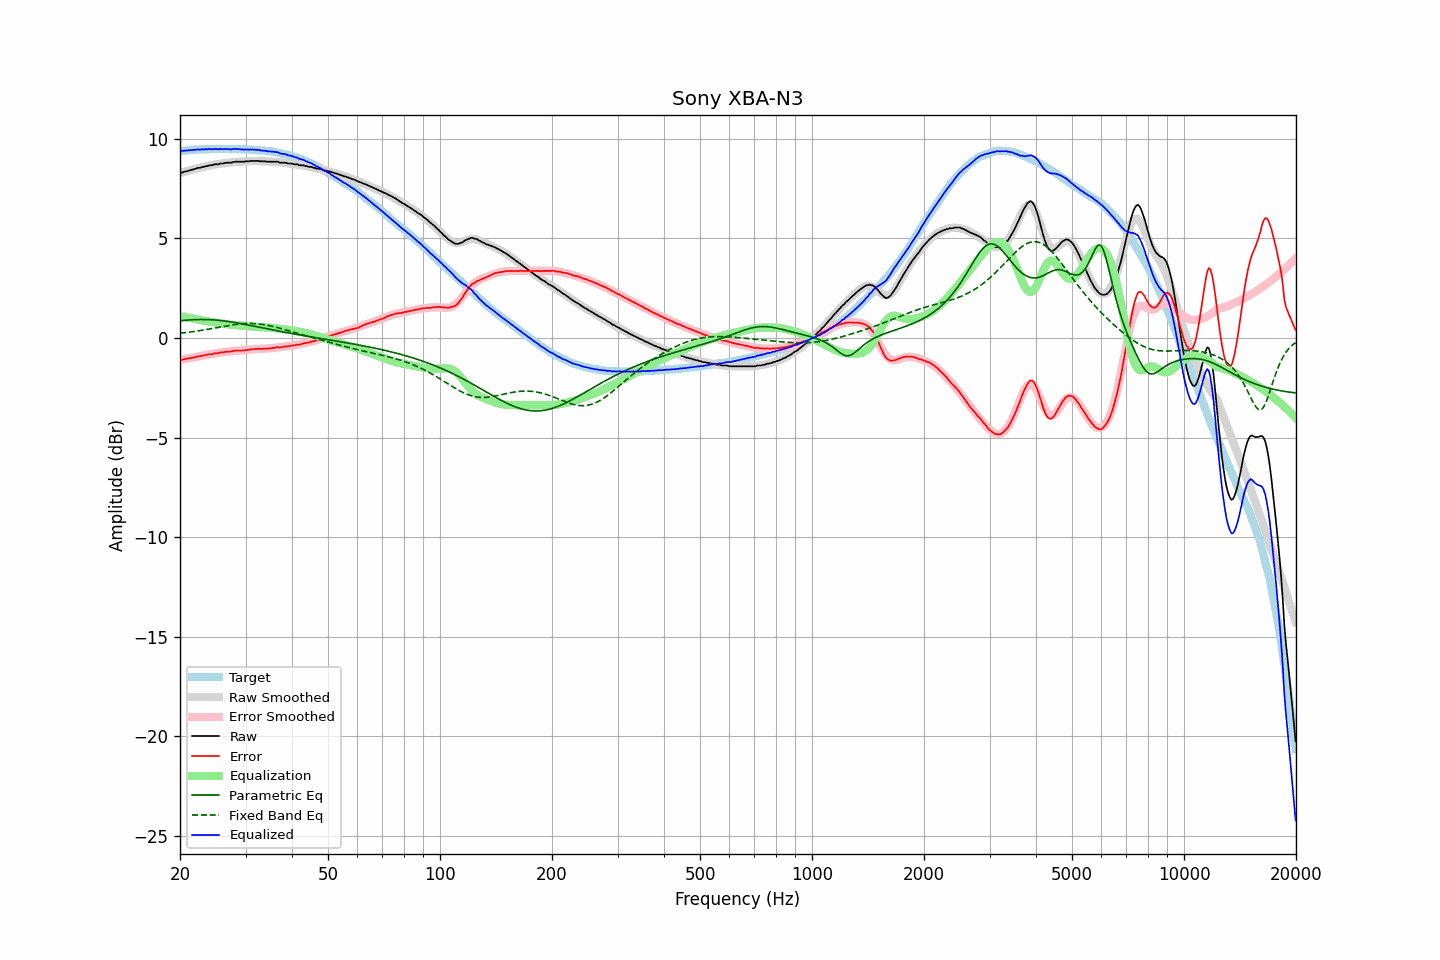 Sony XBA-N3
10
5
0
−5
−10
−15
−20
−25
Amplitude (dBr)
Target
Raw Smoothed
Error Smoothed
Raw
Error
Equalization
Parametric Eq
Fixed Band Eq
Equalized
20 50 100 200 500 1000 2000 5000 10000 20000
Frequency (Hz)